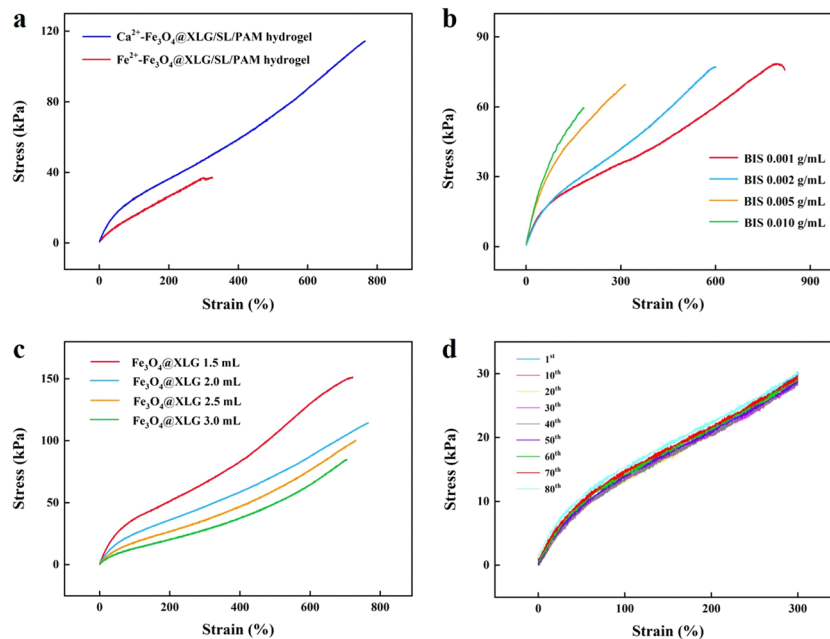 a
120
80
40
0
Stress (kPa)
Ca²⁺-Fe₃O₄@XLG/SL/PAM hydrogel
Fe²⁺-Fe₃O₄@XLG/SL/PAM hydrogel
0 200 400 600 800
Strain (%)
b
90
60
30
0
Stress (kPa)
BIS 0.001 g/mL
BIS 0.002 g/mL
BIS 0.005 g/mL
BIS 0.010 g/mL
0 300 600 900
Strain (%)
c
150
100
50
0
Stress (kPa)
Fe₃O₄@XLG 1.5 mL
Fe₃O₄@XLG 2.0 mL
Fe₃O₄@XLG 2.5 mL
Fe₃O₄@XLG 3.0 mL
0 200 400 600 800
Strain (%)
d
30
20
10
0
Stress (kPa)
1ˢᵗ
10ᵗʰ
20ᵗʰ
30ᵗʰ
40ᵗʰ
50ᵗʰ
60ᵗʰ
70ᵗʰ
80ᵗʰ
0 100 200 300
Strain (%)